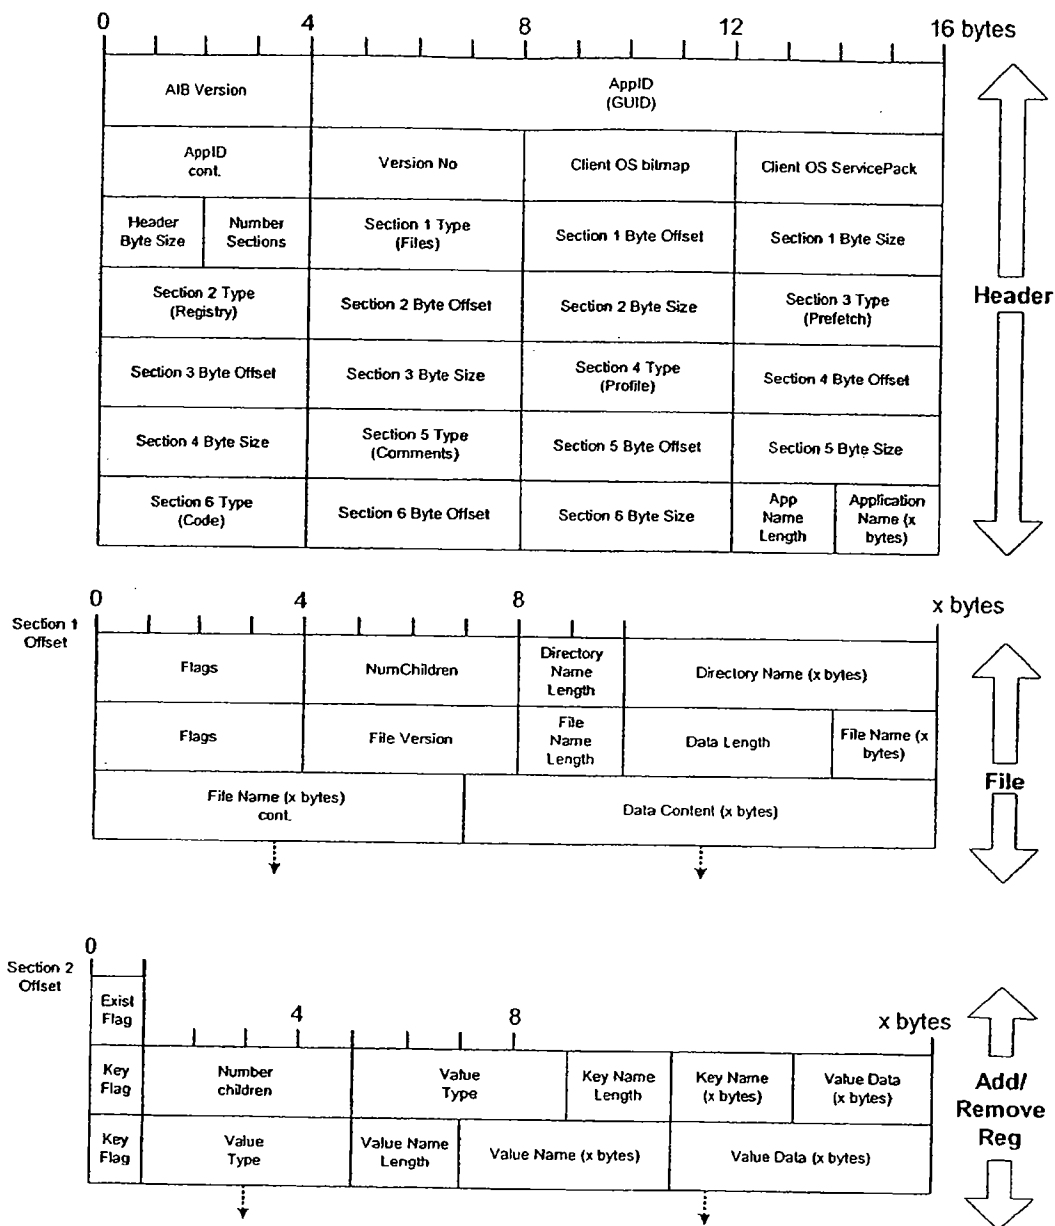 0 4 8 12 16 bytes
AIB Version
AppID
(GUID)
AppID
cont.
Version No
Client OS bitmap
Client OS ServicePack
Header
Byte Size
Number
Sections
Section 1 Type
(Files)
Section 1 Byte Offset
Section 1 Byte Size
Section 2 Type
(Registry)
Section 2 Byte Offset
Section 2 Byte Size
Section 3 Type
(Prefetch)
Header
Section 3 Byte Offset
Section 3 Byte Size
Section 4 Type
(Profile)
Section 4 Byte Offset
Section 4 Byte Size
Section 5 Type
(Comments)
Section 5 Byte Offset
Section 5 Byte Size
Section 6 Type
(Code)
Section 6 Byte Offset
Section 6 Byte Size
App
Name
Length
Application
Name (x
bytes)
0 4 8 x bytes
Section 1
Offset
Flags
NumChildren
Directory
Name
Length
Directory Name (x bytes)
Flags
File Version
File
Name
Length
Data Length
File Name (x
bytes)
File
File Name (x bytes)
cont.
Data Content (x bytes)
0
Section 2
Offset
Exist
Flag
4 8 x bytes
Key
Flag
Number
children
Value
Type
Key Name
Length
Key Name
(x bytes)
Value Data
(x bytes)
Add/
Remove
Reg
Key
Flag
Value
Type
Value Name
Length
Value Name (x bytes)
Value Data (x bytes)